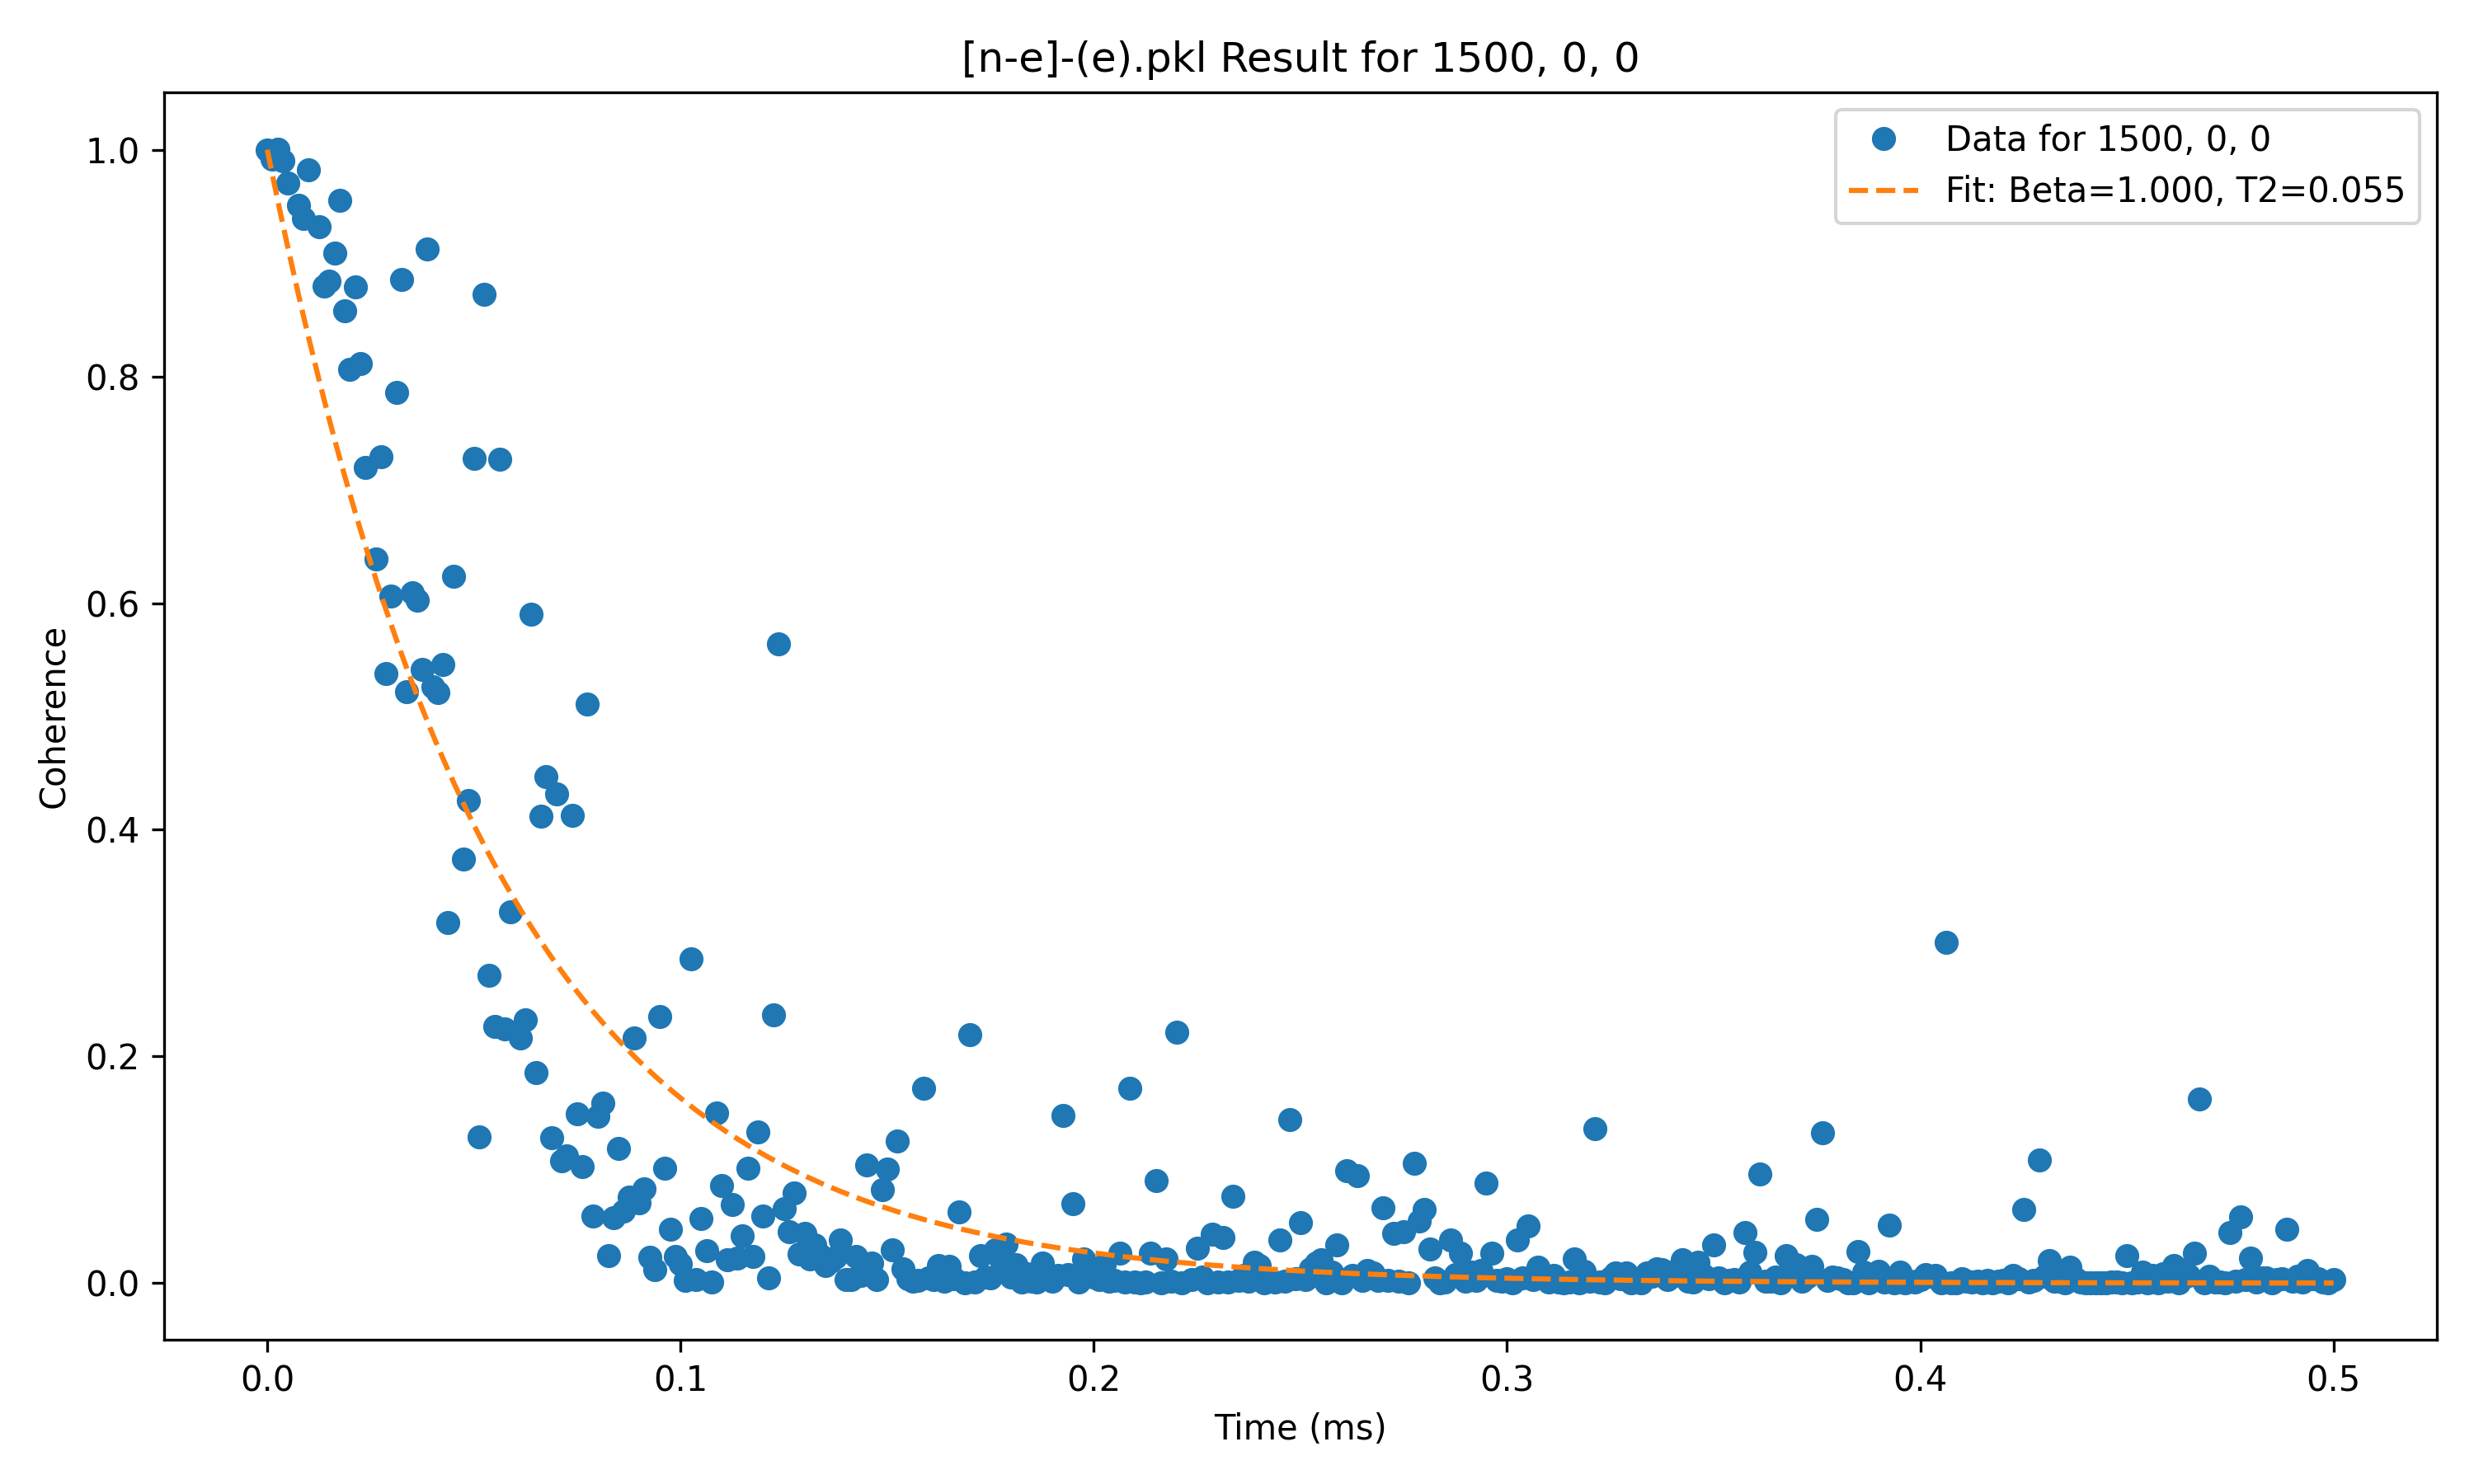 [n-e]-(e).pkl Result for 1500, 0, 0
Data for 1500, 0, 0
Fit: Beta=1.000, T2=0.055
Coherence
1.0
0.8
0.6
0.4
0.2
0.0
0.0 0.1 0.2 0.3 0.4 0.5
Time (ms)